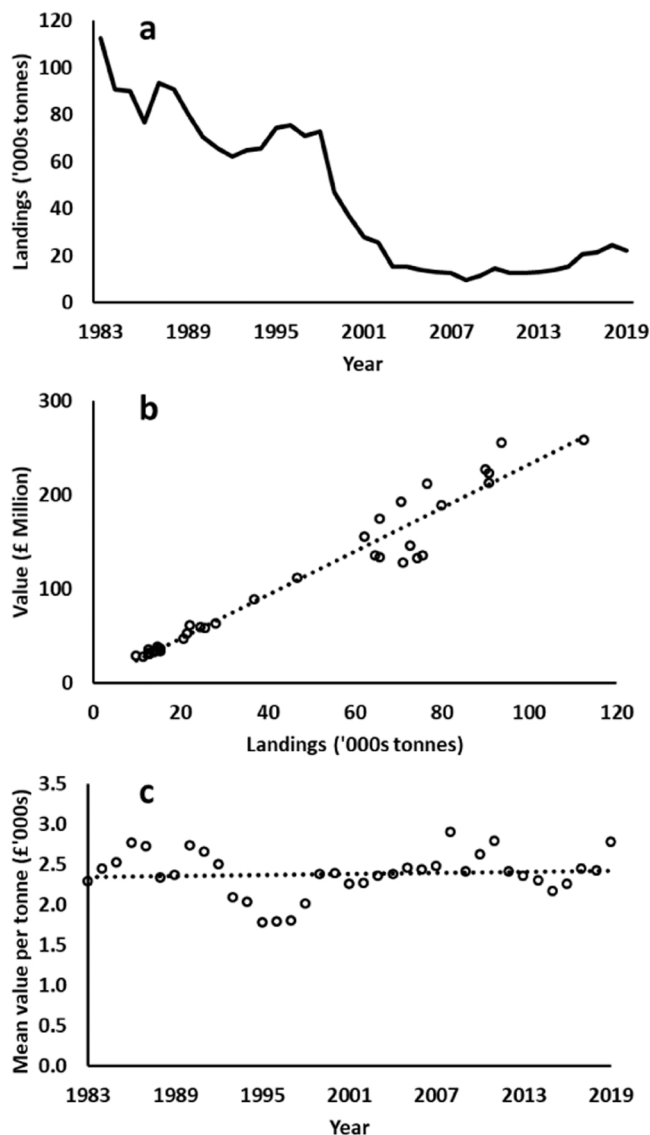 a
120
100
80
60
40
20
0
Landings ('000s tonnes)
1983 1989 1995 2001 2007 2013 2019
Year
b
300
200
100
0
Value (£ Million)
0 20 40 60 80 100 120
Landings ('000s tonnes)
c
3.5
3.0
2.5
2.0
1.5
1.0
0.5
0.0
Mean value per tonne (£'000s)
1983 1989 1995 2001 2007 2013 2019
Year